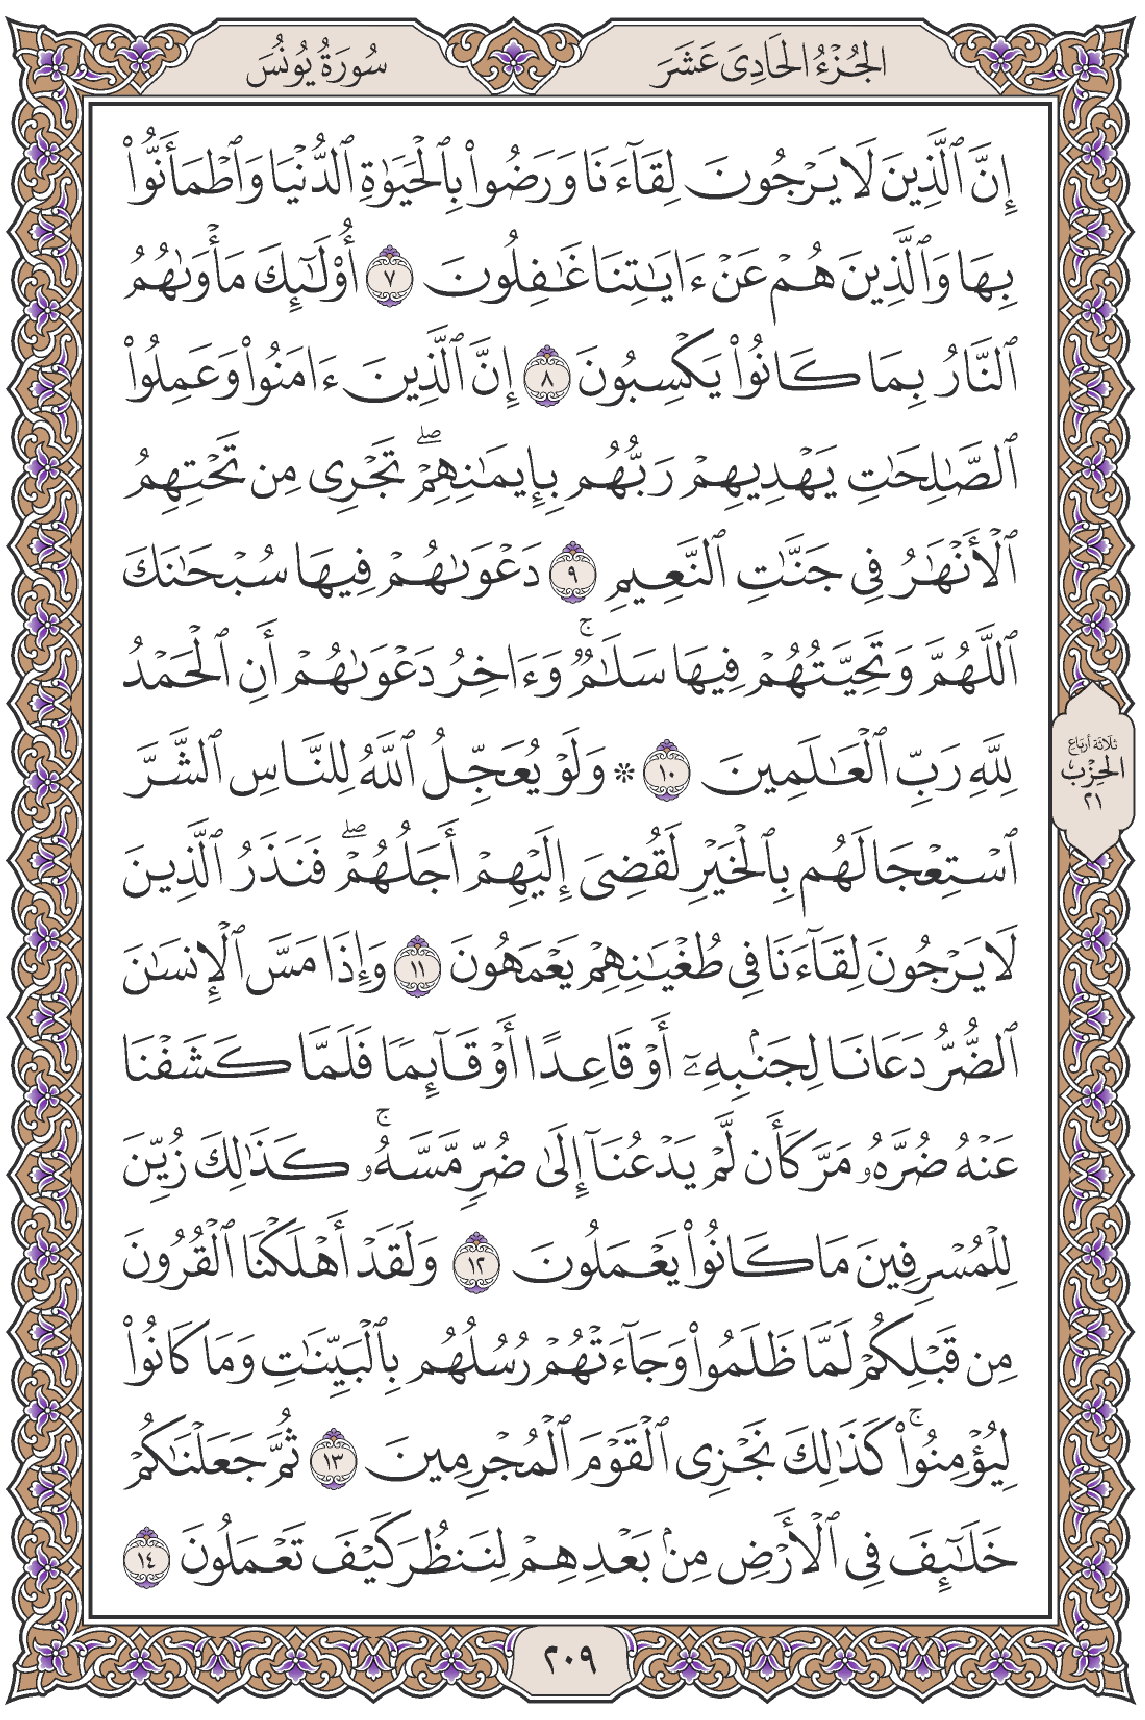 الجُزْءُ الحَادِى عَشَرَ
سُورَةُ يُونُسَ
إِنَّ ٱلَّذِينَ لَا يَرْجُونَ لِقَآءَنَا وَرَضُوا۟ بِٱلْحَيَوٰةِ ٱلدُّنْيَا وَٱطْمَأَنُّوا۟
بِهَا وَٱلَّذِينَ هُمْ عَنْ ءَايَـٰتِنَا غَـٰفِلُونَ ٧ أُو۟لَـٰٓئِكَ مَأْوَىٰهُمُ
ٱلنَّارُ بِمَا كَانُوا۟ يَكْسِبُونَ ٨ إِنَّ ٱلَّذِينَ ءَامَنُوا۟ وَعَمِلُوا۟
ٱلصَّـٰلِحَـٰتِ يَهْدِيهِمْ رَبُّهُم بِإِيمَـٰنِهِمْ ۖ تَجْرِى مِن تَحْتِهِمُ
ٱلْأَنْهَـٰرُ فِى جَنَّـٰتِ ٱلنَّعِيمِ ٩ دَعْوَىٰهُمْ فِيهَا سُبْحَـٰنَكَ
ٱللَّهُمَّ وَتَحِيَّتُهُمْ فِيهَا سَلَـٰمٌ ۚ وَءَاخِرُ دَعْوَىٰهُمْ أَنِ ٱلْحَمْدُ
لِلَّهِ رَبِّ ٱلْعَـٰلَمِينَ ١٠ ۞ وَلَوْ يُعَجِّلُ ٱللَّهُ لِلنَّاسِ ٱلشَّرَّ
ٱسْتِعْجَالَهُم بِٱلْخَيْرِ لَقُضِىَ إِلَيْهِمْ أَجَلُهُمْ ۖ فَنَذَرُ ٱلَّذِينَ
لَا يَرْجُونَ لِقَآءَنَا فِى طُغْيَـٰنِهِمْ يَعْمَهُونَ ١١ وَإِذَا مَسَّ ٱلْإِنسَـٰنَ
ٱلضُّرُّ دَعَانَا لِجَنۢبِهِۦٓ أَوْ قَاعِدًا أَوْ قَآئِمًا فَلَمَّا كَشَفْنَا
عَنْهُ ضُرَّهُۥ مَرَّ كَأَن لَّمْ يَدْعُنَآ إِلَىٰ ضُرٍّ مَّسَّهُۥ ۚ كَذَٰلِكَ زُيِّنَ
لِلْمُسْرِفِينَ مَا كَانُوا۟ يَعْمَلُونَ ١٢ وَلَقَدْ أَهْلَكْنَا ٱلْقُرُونَ
مِن قَبْلِكُمْ لَمَّا ظَلَمُوا۟ وَجَآءَتْهُمْ رُسُلُهُم بِٱلْبَيِّنَـٰتِ وَمَا كَانُوا۟
لِيُؤْمِنُوا۟ ۚ كَذَٰلِكَ نَجْزِى ٱلْقَوْمَ ٱلْمُجْرِمِينَ ١٣ ثُمَّ جَعَلْنَـٰكُمْ
خَلَـٰٓئِفَ فِى ٱلْأَرْضِ مِنۢ بَعْدِهِمْ لِنَنظُرَ كَيْفَ تَعْمَلُونَ ١٤
ثلَاثَة أرباع
الحِزْب
٢١
٢٠٩